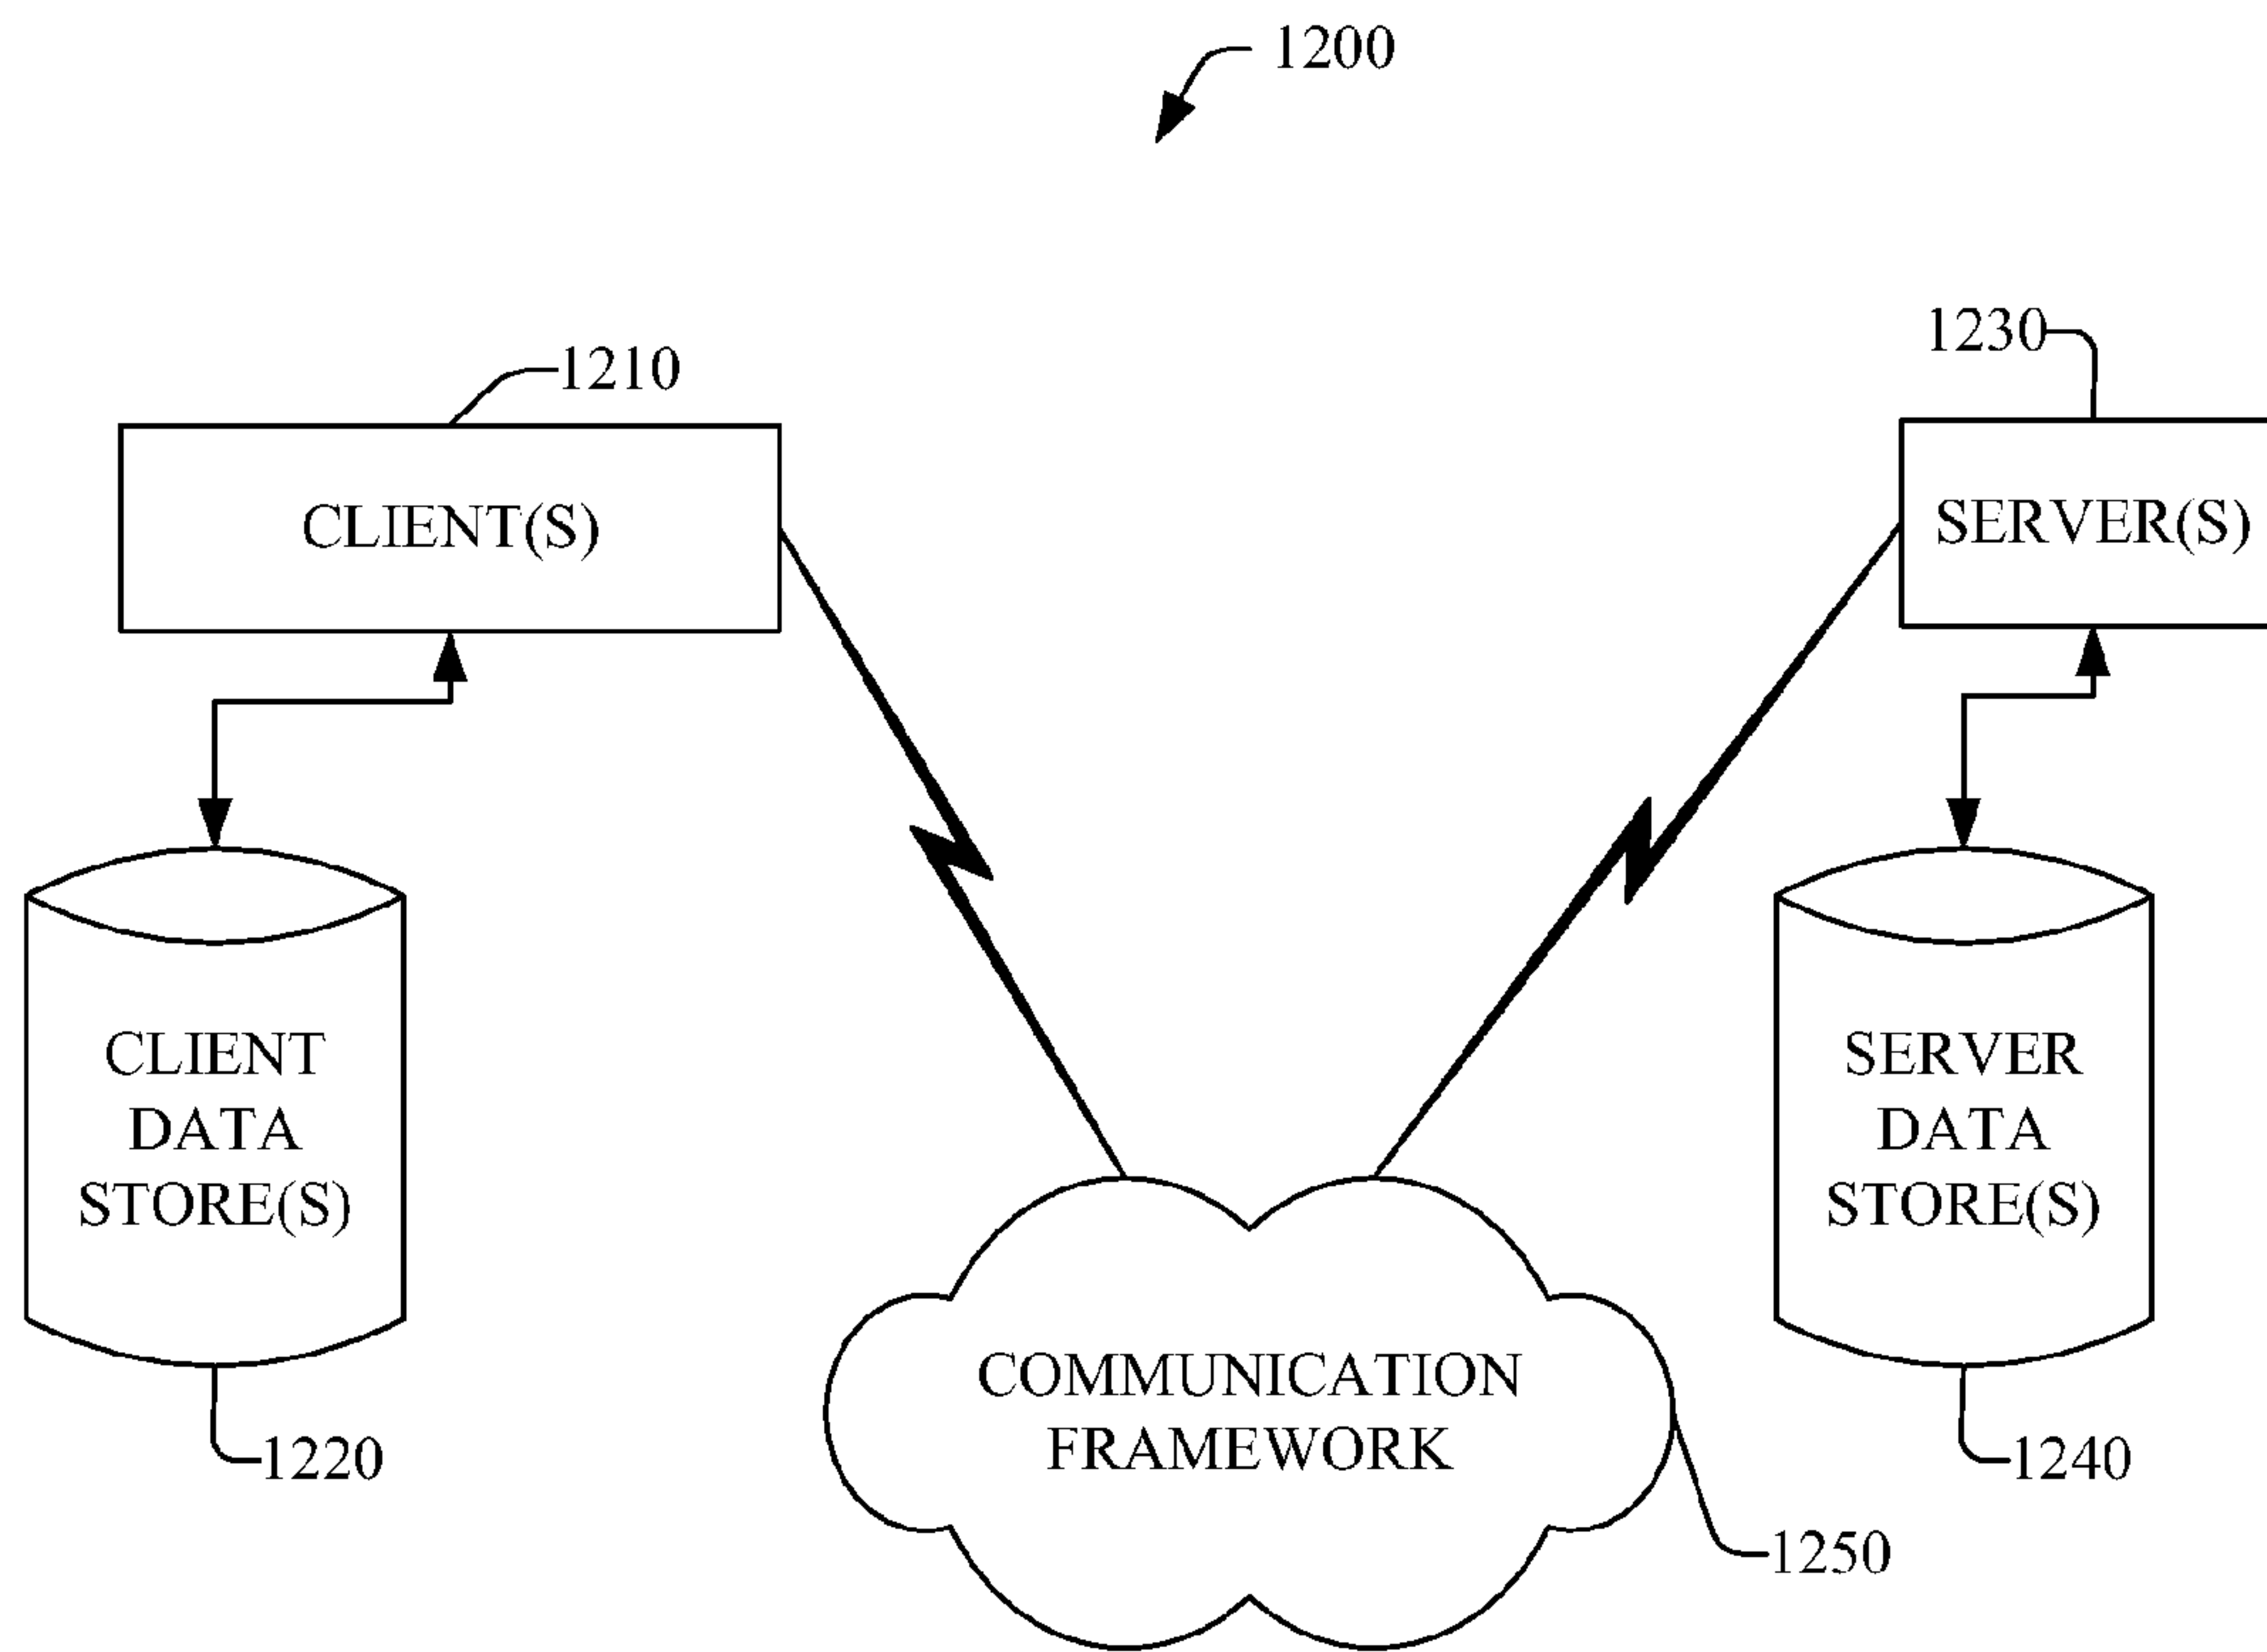 1200
1210
1230
CLIENT(S)
SERVER(S)
CLIENT
DATA
STORE(S)
SERVER
DATA
STORE(S)
COMMUNICATION
FRAMEWORK
1220
1240
1250